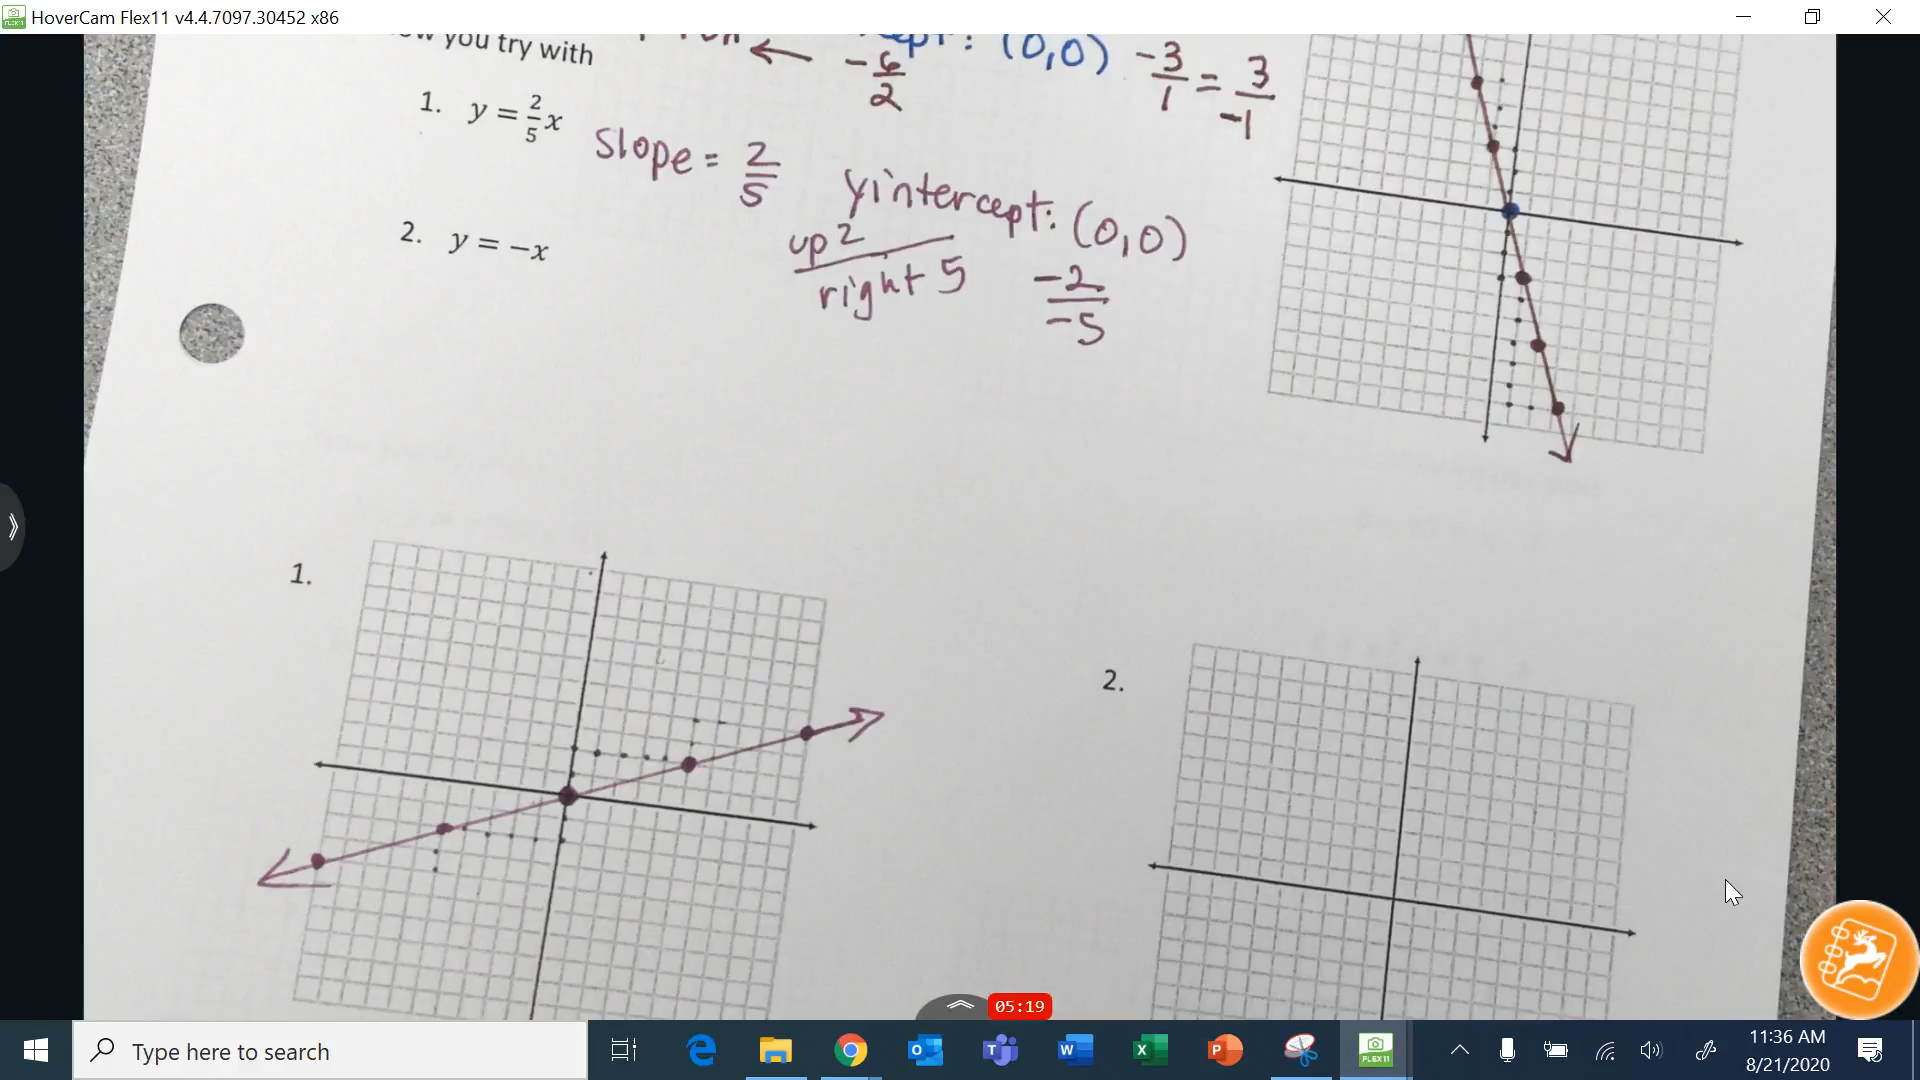 HoverCam Flex11 v4.4.7097.30452 x86
you try with
: (0,0)
-6/2
-3/1 = 3/-1
1. y = 2/5 x
Slope = 2/5
y intercept: (0,0)
up 2
right 5
-2/-5
2. y = −x
1.
2.
05:19
Type here to search
FLEX11
11:36 AM
8/21/2020